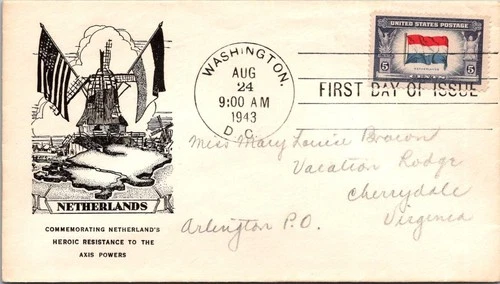 UNITED STATES POSTAGE
5 5
NETHERLANDS
WASHINGTON,
AUG
24
9:00 AM
1943
D. C.
FIRST DAY OF ISSUE
Miss Mary Louise Brown
Vacation Lodge
Cherrydale
Virginia
Arlington P.O.
NETHERLANDS
COMMEMORATING NETHERLAND'S
HEROIC RESISTANCE TO THE
AXIS POWERS